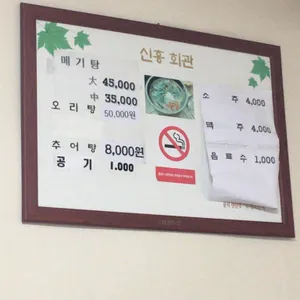 신흥 회관
메기탕
大 45,000
中 35,000
오리탕 50,000원
추어탕 8,000원
공기 1.000
소주 4,000
맥주 4,000
음료수 1,000